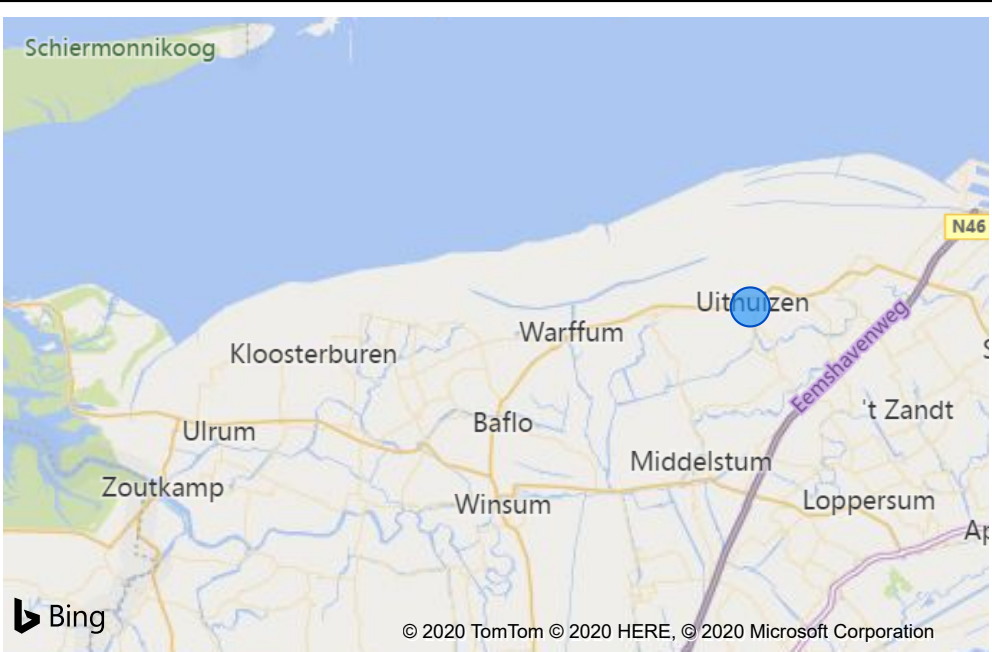 Schiermonnikoog
N46
Uithuizen
Warffum
Kloosterburen
Eemshavenweg
't Zandt
Baflo
Ulrum
Middelstum
Zoutkamp
Winsum
Loppersum
Bing
© 2020 TomTom © 2020 HERE, © 2020 Microsoft Corporation